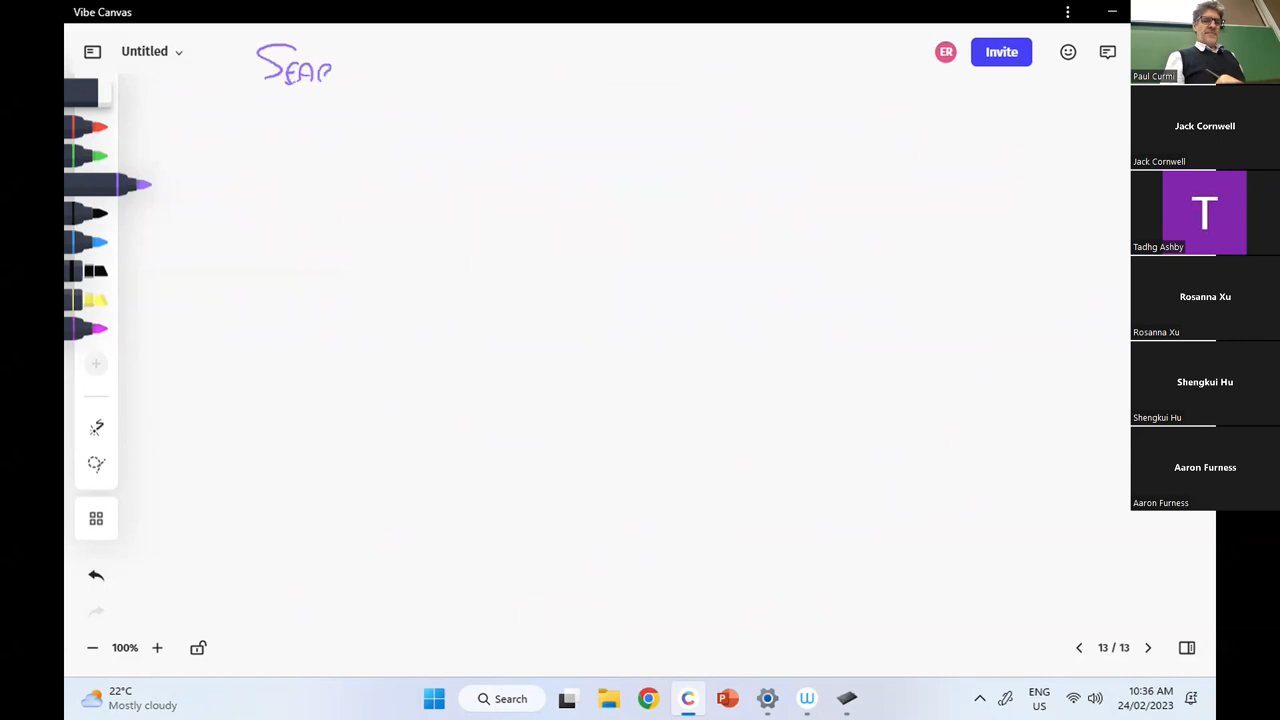 Vibe Canvas
Untitled
SEAP
ER
Invite
Paul Curmi
Jack Cornwell
Jack Cornwell
T
Tadhg Ashby
Rosanna Xu
Rosanna Xu
Shengkui Hu
Shengkui Hu
Aaron Furness
Aaron Furness
100%
13 / 13
22°C
Mostly cloudy
Search
ENG
US
10:36 AM
24/02/2023